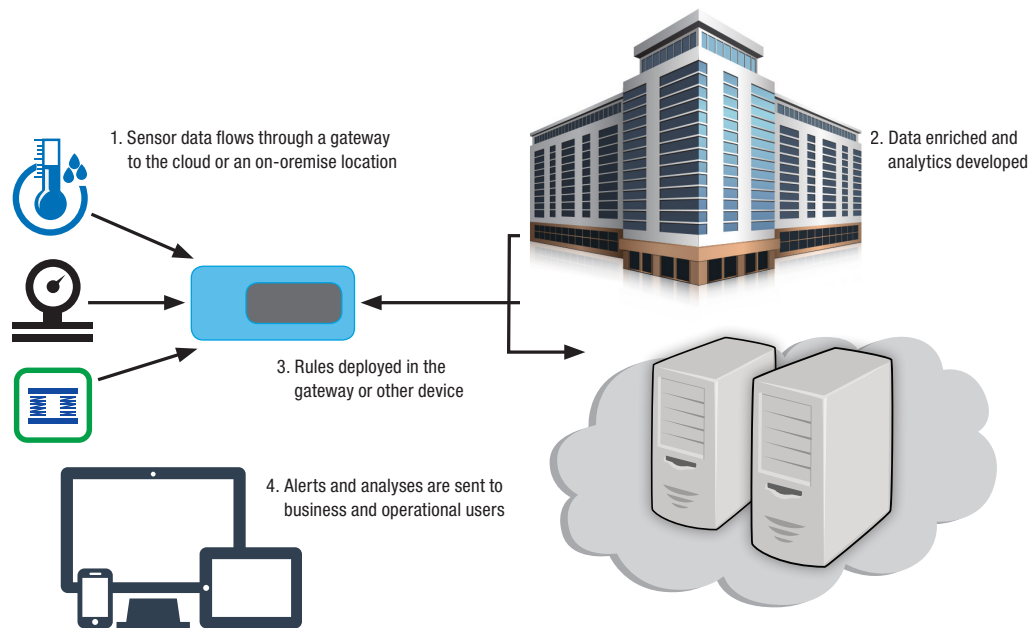 1. Sensor data flows through a gateway
to the cloud or an on-oremise location
2. Data enriched and
analytics developed
3. Rules deployed in the
gateway or other device
4. Alerts and analyses are sent to
business and operational users